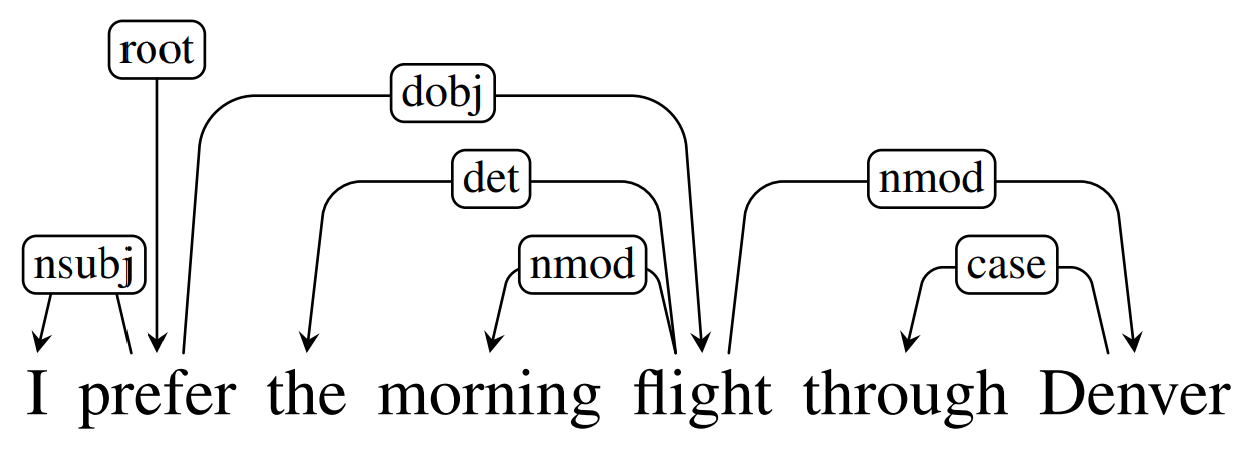 root
dobj
det nmod
nsubj nmod case
I prefer the morning flight through Denver